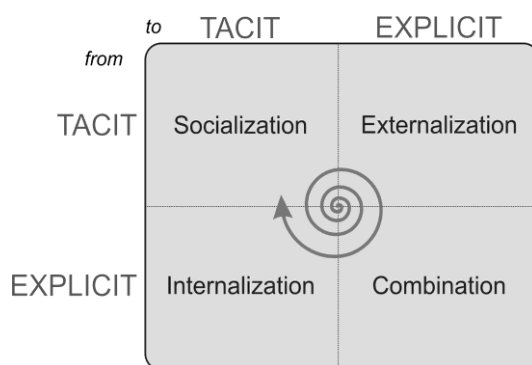 to TACIT EXPLICIT
from
TACIT Socialization Externalization
EXPLICIT Internalization Combination